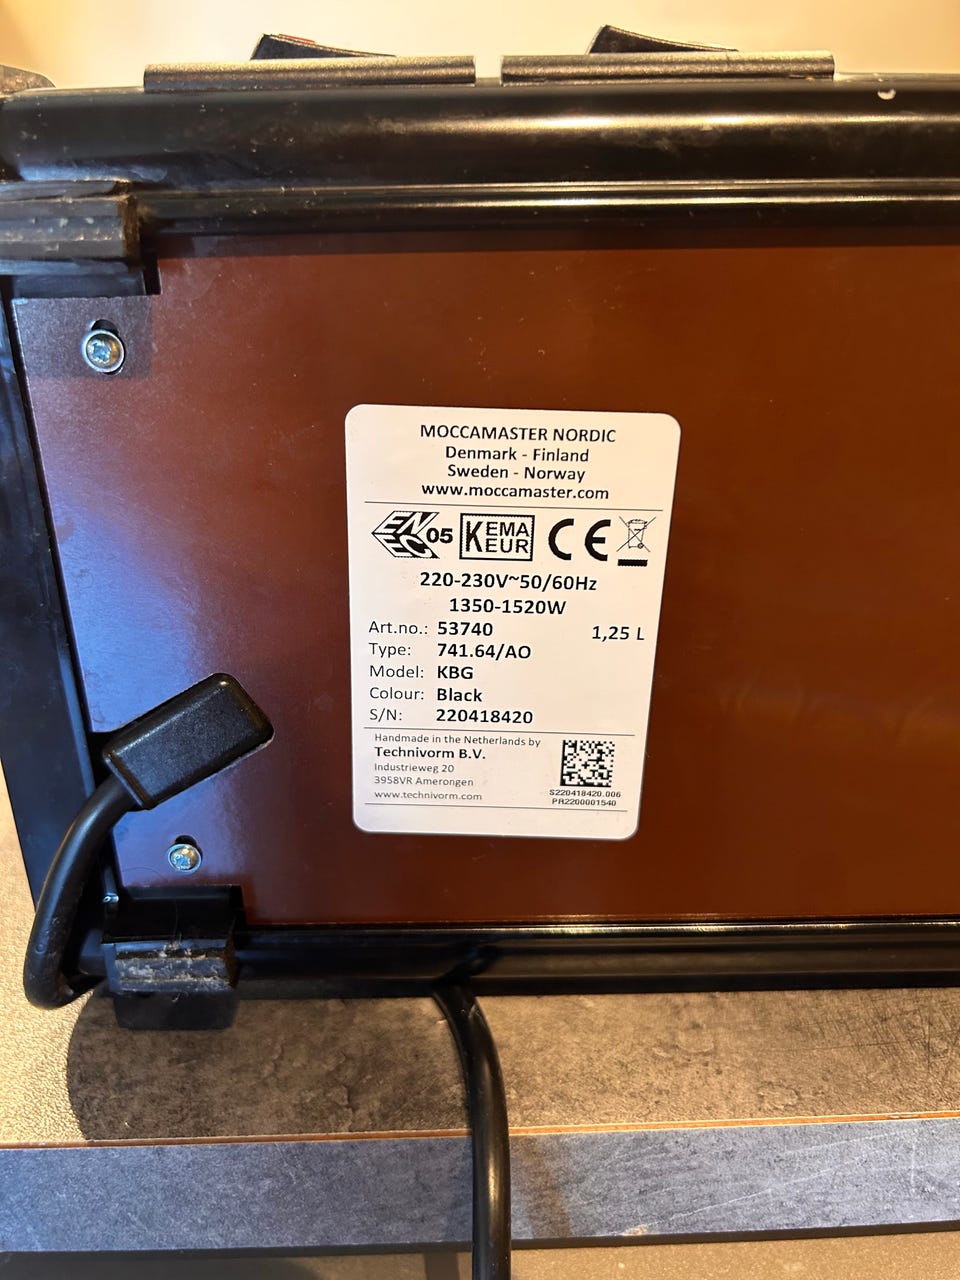 MOCCAMASTER NORDIC
Denmark - Finland
Sweden - Norway
www.moccamaster.com
ENEC 05 KEMA EUR CE
220-230V~50/60Hz
1350-1520W
Art.no.: 53740 1,25 L
Type: 741.64/AO
Model: KBG
Colour: Black
S/N: 220418420
Handmade in the Netherlands by
Technivorm B.V.
Industrieweg 20
3958VR Amerongen
www.technivorm.com
S220418420.006
PR2200001540